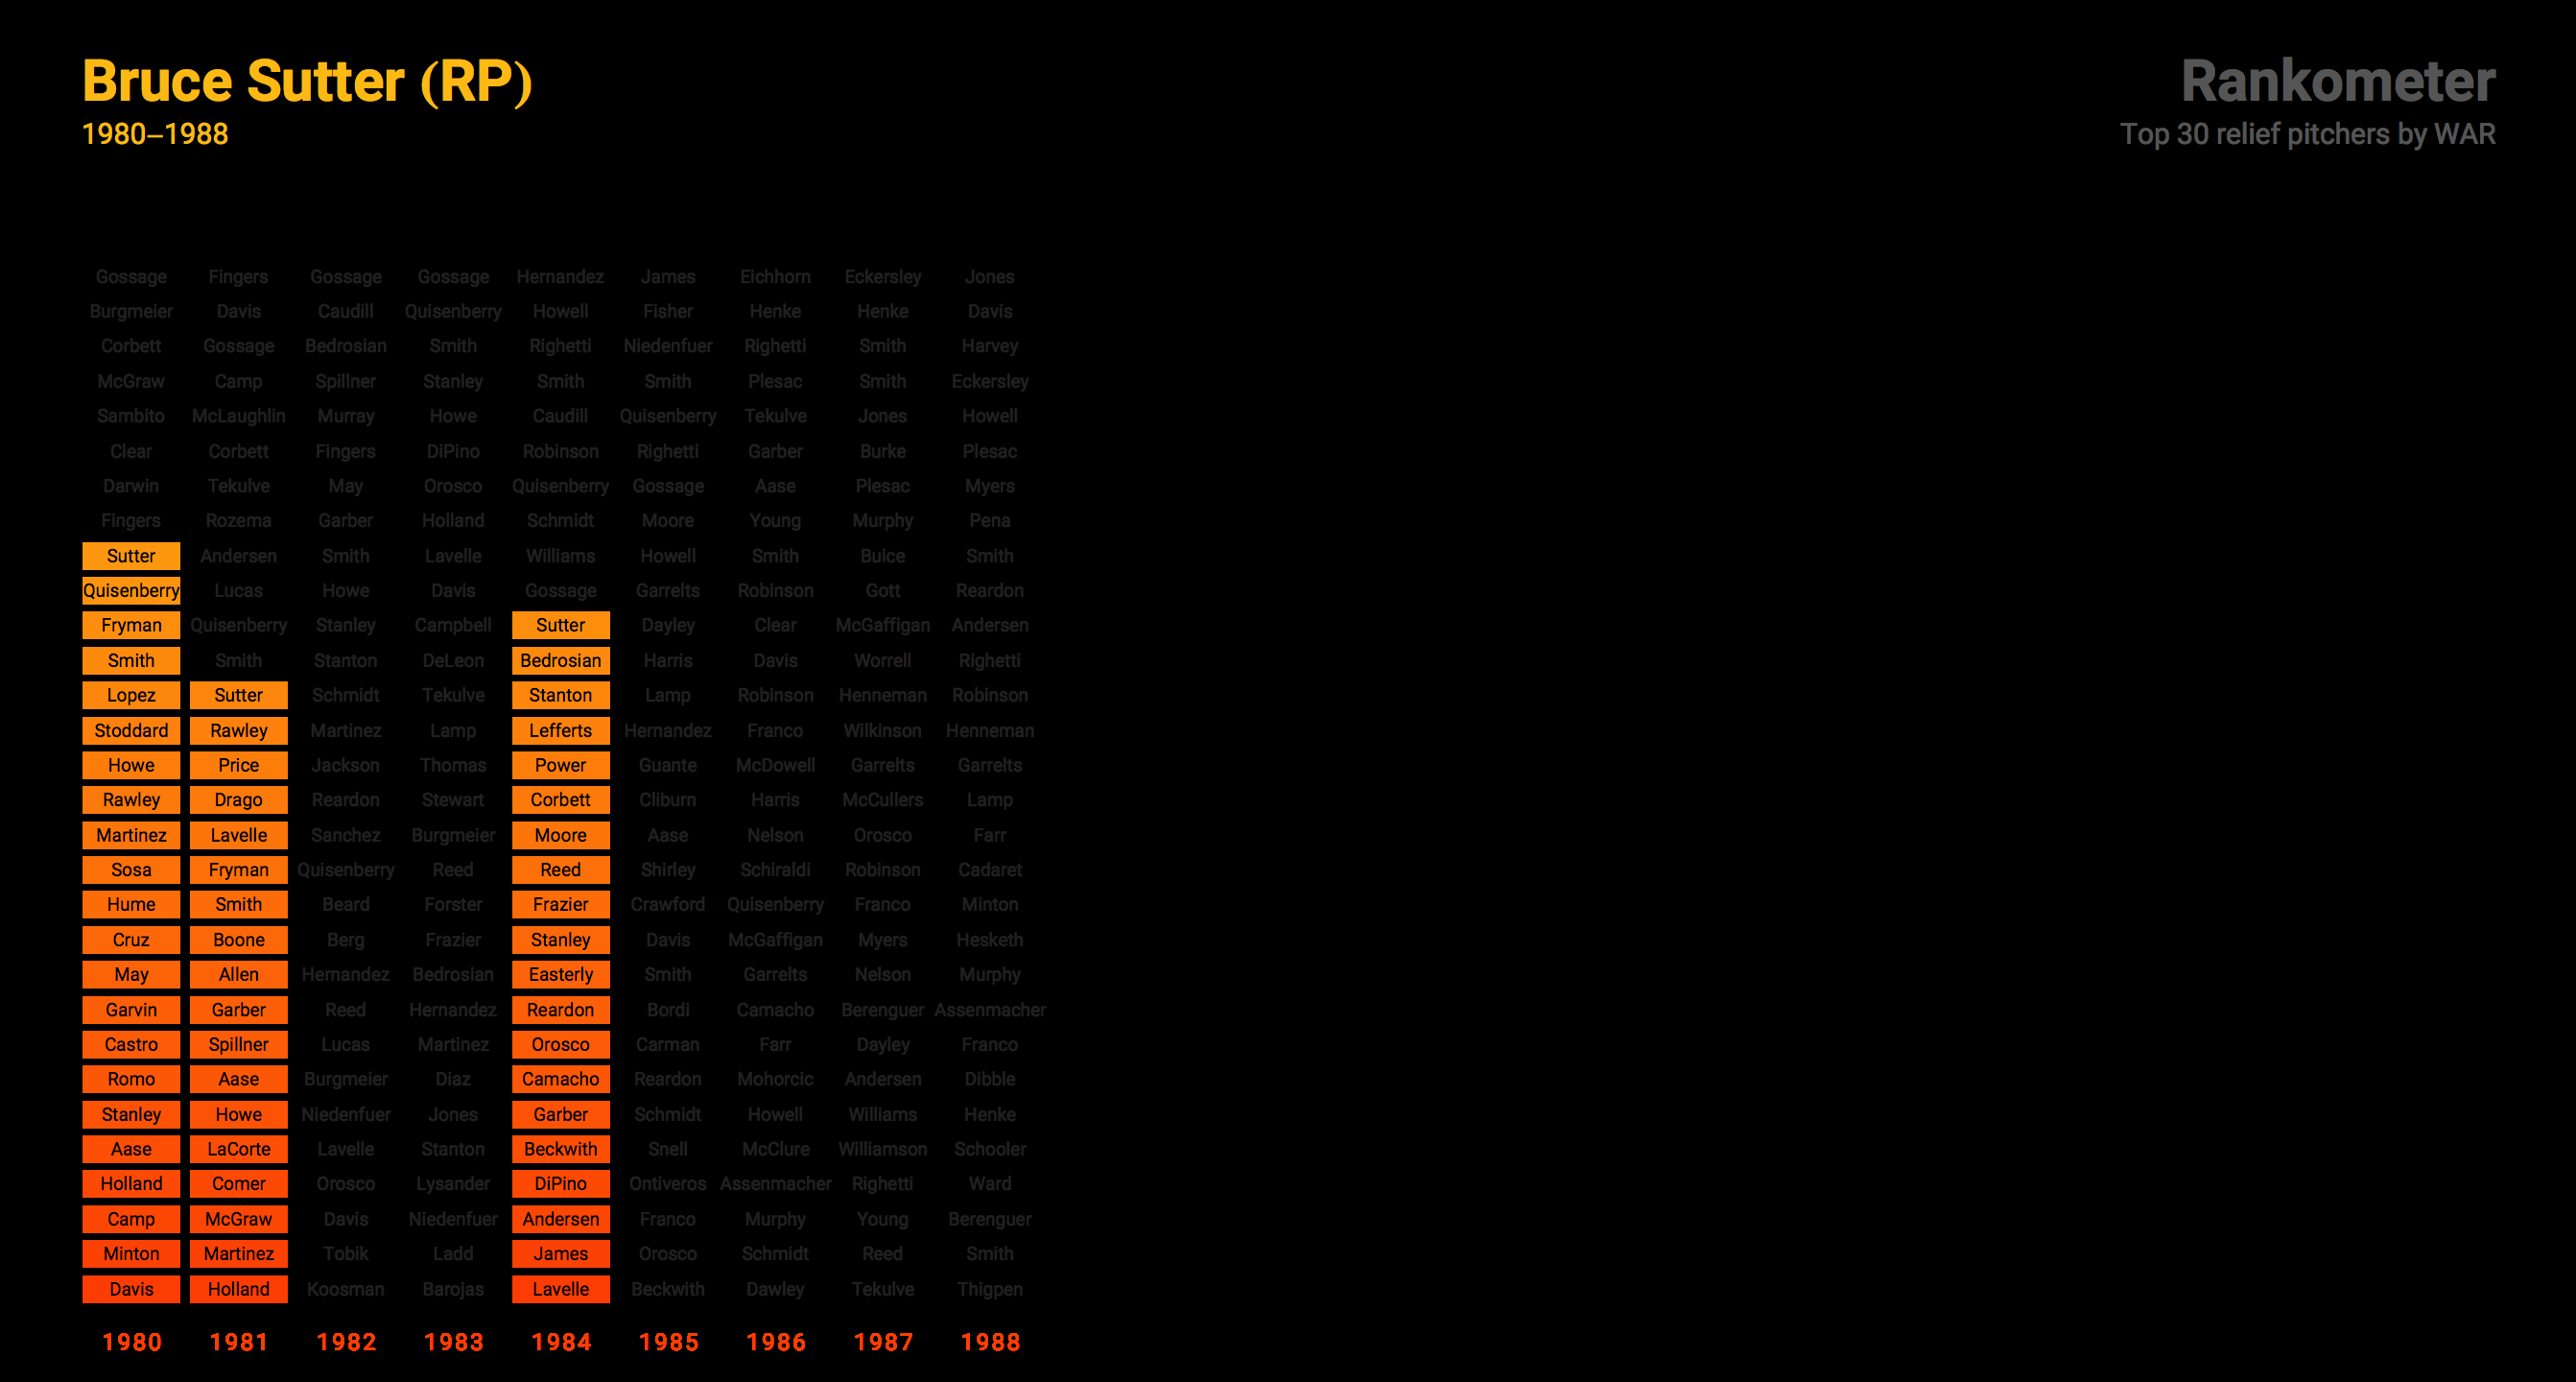 Bruce Sutter (RP)
1980–1988
Rankometer
Top 30 relief pitchers by WAR
Gossage Fingers Gossage Gossage Hernandez James Eichhorn Eckersley Jones
Burgmeier Davis Caudill Quisenberry Howell Fisher Henke Henke Davis
Corbett Gossage Bedrosian Smith Righetti Niedenfuer Righetti Smith Harvey
McGraw Camp Spillner Stanley Smith Smith Plesac Smith Eckersley
Sambito McLaughlin Murray Howe Caudill Quisenberry Tekulve Jones Howell
Clear Corbett Fingers DiPino Robinson Righetti Garber Burke Plesac
Darwin Tekulve May Orosco Quisenberry Gossage Aase Plesac Myers
Fingers Rozema Garber Holland Schmidt Moore Young Murphy Pena
Sutter Andersen Smith Lavelle Williams Howell Smith Buice Smith
Quisenberry Lucas Howe Davis Gossage Garrelts Robinson Gott Reardon
Fryman Quisenberry Stanley Campbell Sutter Dayley Clear McGaffigan Andersen
Smith Smith Stanton DeLeon Bedrosian Harris Davis Worrell Righetti
Lopez Sutter Schmidt Tekulve Stanton Lamp Robinson Henneman Robinson
Stoddard Rawley Martinez Lamp Lefferts Hernandez Franco Wilkinson Henneman
Howe Price Jackson Thomas Power Guante McDowell Garrelts Garrelts
Rawley Drago Reardon Stewart Corbett Cliburn Harris McCullers Lamp
Martinez Lavelle Sanchez Burgmeier Moore Aase Nelson Orosco Farr
Sosa Fryman Quisenberry Reed Reed Shirley Schiraldi Robinson Cadaret
Hume Smith Beard Forster Frazier Crawford Quisenberry Franco Minton
Cruz Boone Berg Frazier Stanley Davis McGaffigan Myers Hesketh
May Allen Hernandez Bedrosian Easterly Smith Garrelts Nelson Murphy
Garvin Garber Reed Hernandez Reardon Bordi Camacho Berenguer Assenmacher
Castro Spillner Lucas Martinez Orosco Carman Farr Dayley Franco
Romo Aase Burgmeier Diaz Camacho Reardon Mohorcic Andersen Dibble
Stanley Howe Niedenfuer Jones Garber Schmidt Howell Williams Henke
Aase LaCorte Lavelle Stanton Beckwith Snell McClure Williamson Schooler
Holland Comer Orosco Lysander DiPino Ontiveros Assenmacher Righetti Ward
Camp McGraw Davis Niedenfuer Andersen Franco Murphy Young Berenguer
Minton Martinez Tobik Ladd James Orosco Schmidt Reed Smith
Davis Holland Koosman Barojas Lavelle Beckwith Dawley Tekulve Thigpen
1980 1981 1982 1983 1984 1985 1986 1987 1988